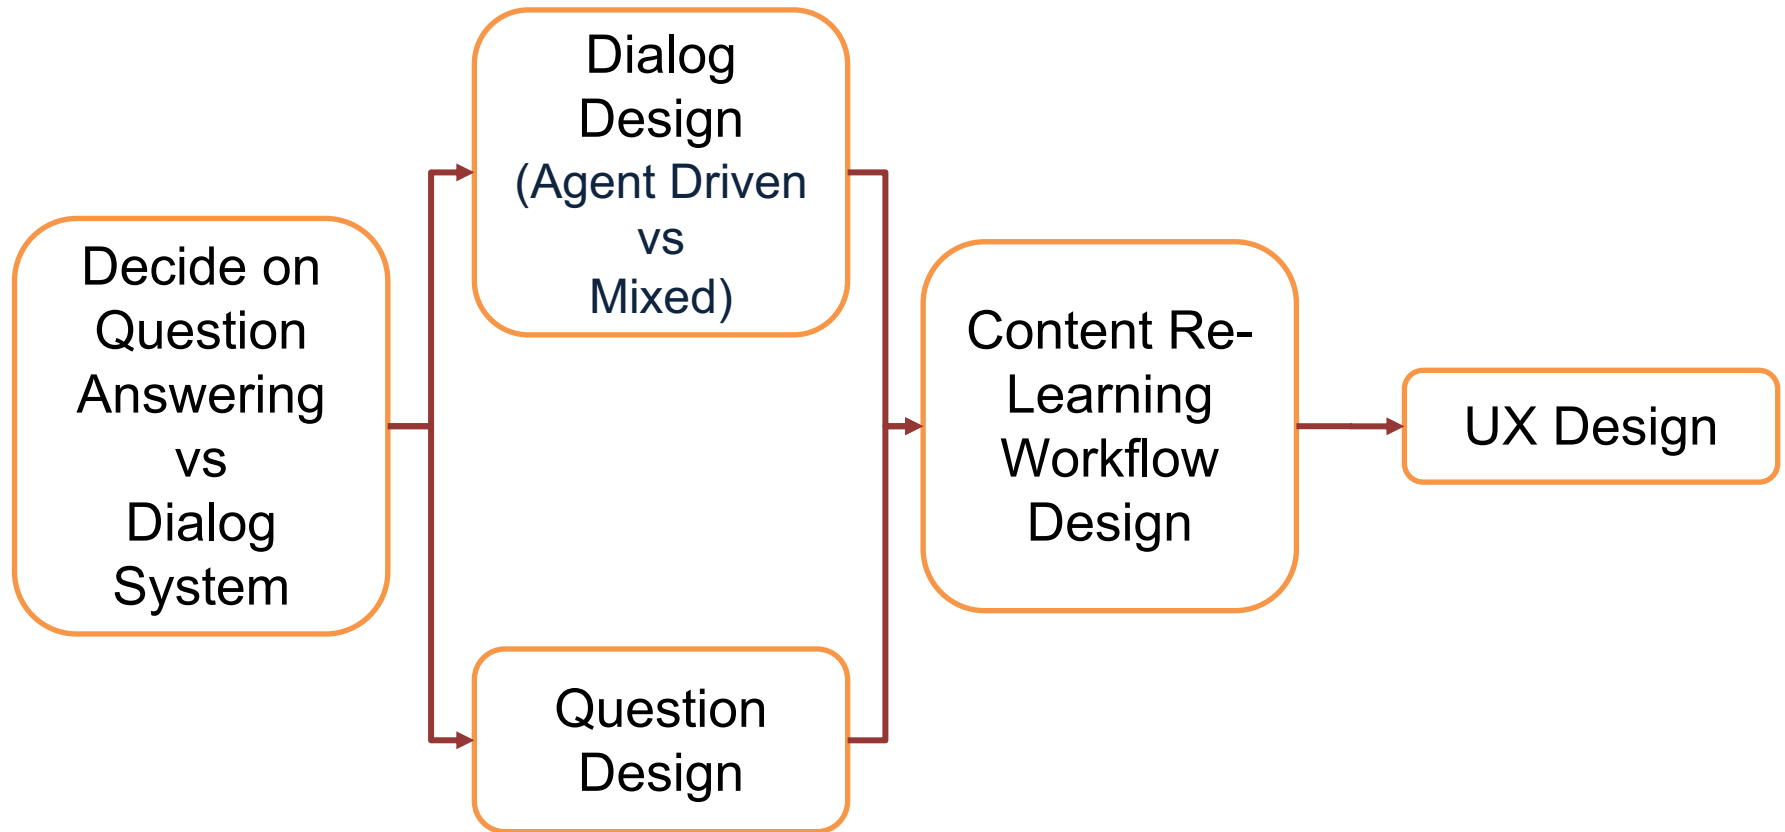 Decide on
Question
Answering
vs
Dialog
System
Dialog
Design
(Agent Driven
vs
Mixed)
Question
Design
Content Re-
Learning
Workflow
Design
UX Design